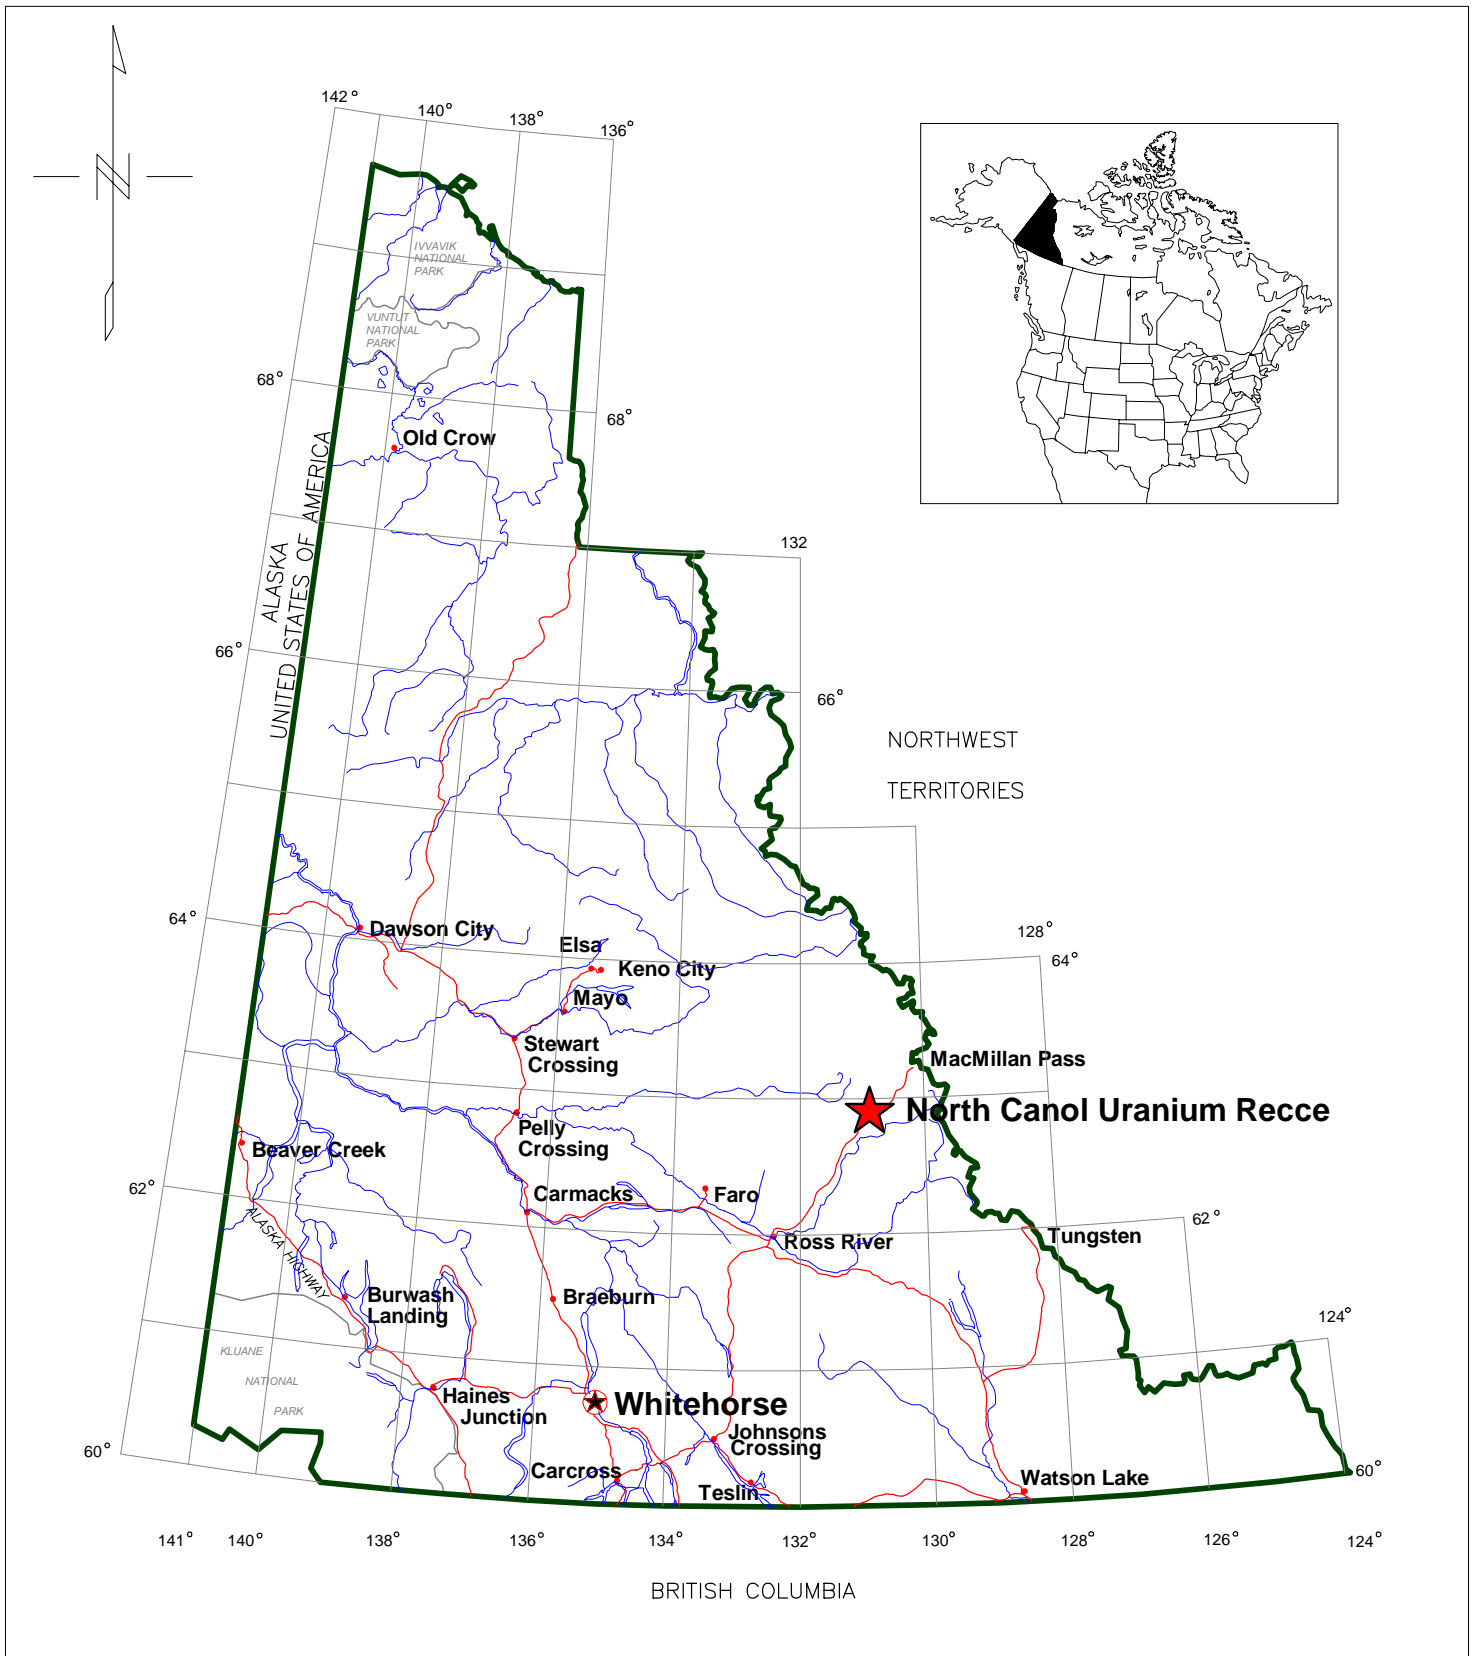 142°
140°
138°
136°
N
IVVAVIK
NATIONAL
PARK
VUNTUT
NATIONAL
PARK
68°
68°
Old Crow
ALASKA
UNITED STATES OF AMERICA
132
66°
66°
NORTHWEST
TERRITORIES
64°
Dawson City
128°
64°
Elsa
Keno City
Mayo
Stewart
Crossing
MacMillan Pass
North Canol Uranium Recce
Pelly
Crossing
Beaver Creek
62°
Carmacks
Faro
62°
ALASKA HIGHWAY
Ross River
Tungsten
Burwash
Landing
Braeburn
124°
KLUANE
NATIONAL
PARK
Haines
Junction
Whitehorse
Johnsons
Crossing
60°
Carcross
Teslin
Watson Lake
60°
141°
140°
138°
136°
134°
132°
130°
128°
126°
124°
BRITISH COLUMBIA